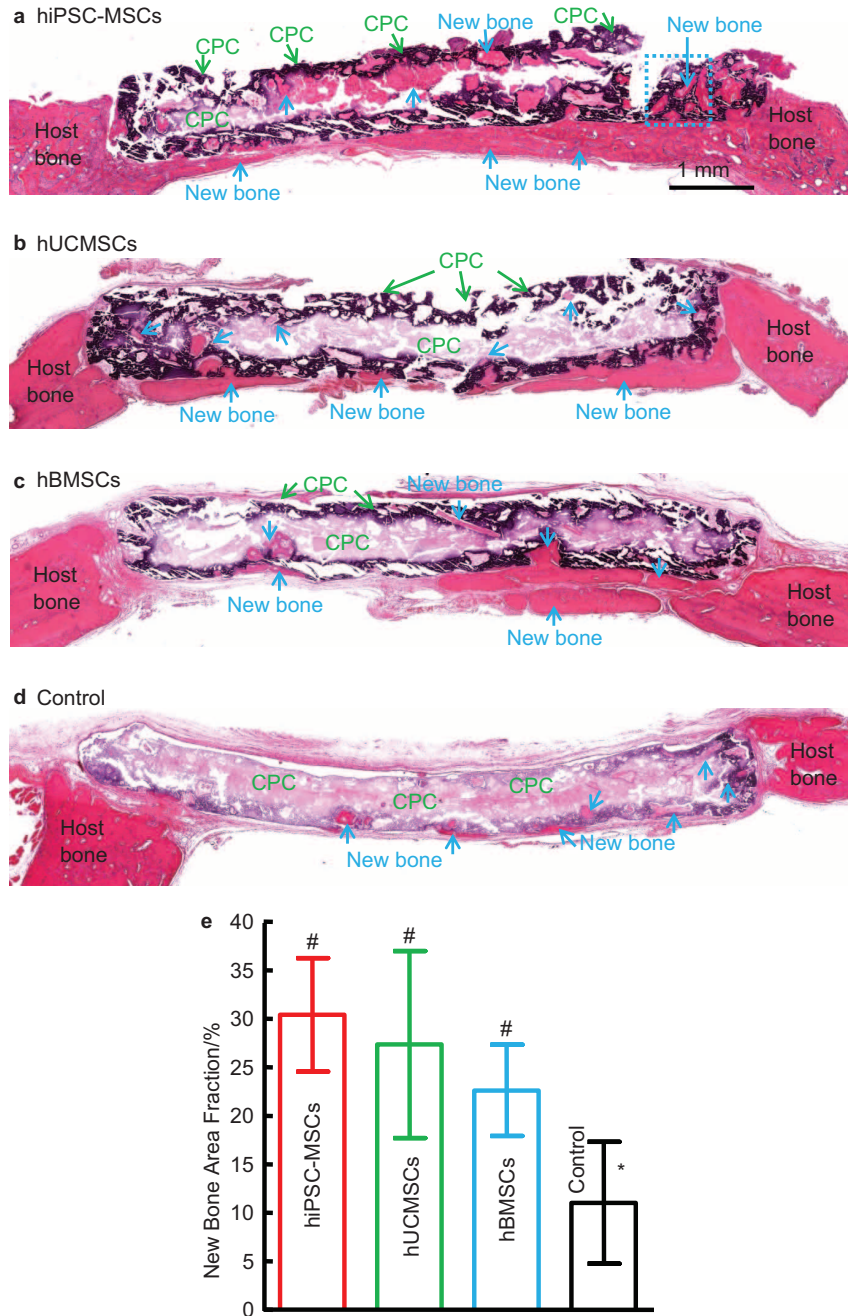 a hiPSC-MSCs
CPC
CPC
CPC
New bone
CPC
New bone
CPC
Host
bone
Host
bone
New bone
New bone
1 mm
b hUCMSCs
CPC
CPC
Host
bone
Host
bone
New bone
New bone
New bone
c hBMSCs
CPC
New bone
CPC
Host
bone
Host
bone
New bone
New bone
d Control
CPC
CPC
CPC
Host
bone
Host
bone
New bone
New bone
e
New Bone Area Fraction/%
40
35
30
25
20
15
10
5
0
#
#
#
*
hiPSC-MSCs
hUCMSCs
hBMSCs
Control